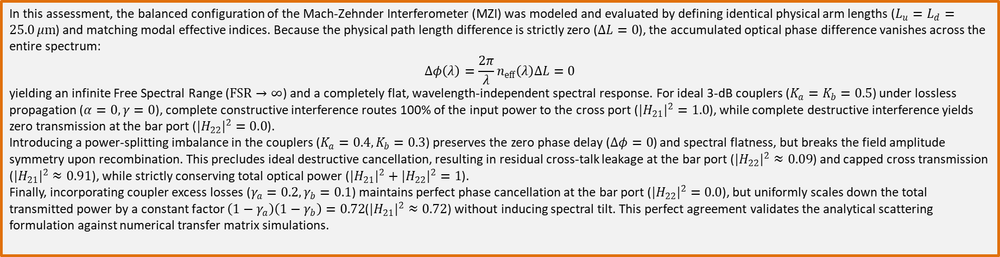 In this assessment, the balanced configuration of the Mach-Zehnder Interferometer (MZI) was modeled and evaluated by defining identical physical arm lengths (L_u = L_d =
25.0 μm) and matching modal effective indices. Because the physical path length difference is strictly zero (ΔL = 0), the accumulated optical phase difference vanishes across the
entire spectrum:
Δϕ(λ) = 2π/λ n_eff(λ)ΔL = 0
yielding an infinite Free Spectral Range (FSR → ∞) and a completely flat, wavelength-independent spectral response. For ideal 3-dB couplers (K_a = K_b = 0.5) under lossless
propagation (α = 0, γ = 0), complete constructive interference routes 100% of the input power to the cross port (|H_21|² = 1.0), while complete destructive interference yields
zero transmission at the bar port (|H_22|² = 0.0).
Introducing a power-splitting imbalance in the couplers (K_a = 0.4, K_b = 0.3) preserves the zero phase delay (Δϕ = 0) and spectral flatness, but breaks the field amplitude
symmetry upon recombination. This precludes ideal destructive cancellation, resulting in residual cross-talk leakage at the bar port (|H_22|² ≈ 0.09) and capped cross transmission
(|H_21|² ≈ 0.91), while strictly conserving total optical power (|H_21|² + |H_22|² = 1).
Finally, incorporating coupler excess losses (γ_a = 0.2, γ_b = 0.1) maintains perfect phase cancellation at the bar port (|H_22|² = 0.0), but uniformly scales down the total
transmitted power by a constant factor (1 − γ_a)(1 − γ_b) = 0.72(|H_21|² ≈ 0.72) without inducing spectral tilt. This perfect agreement validates the analytical scattering
formulation against numerical transfer matrix simulations.